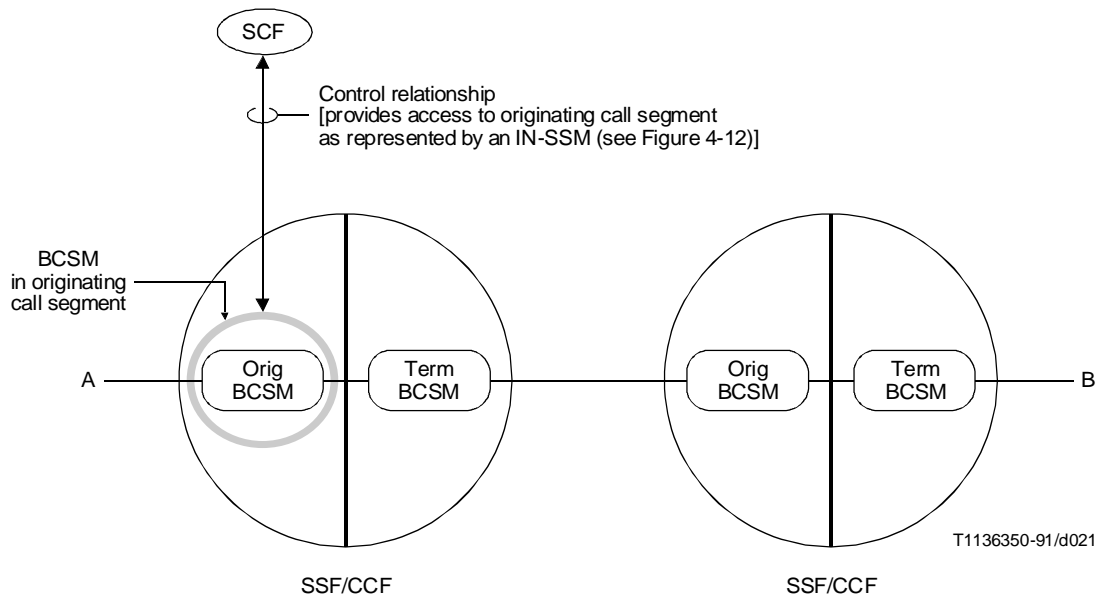 SCF
Control relationship
[provides access to originating call segment
as represented by an IN-SSM (see Figure 4-12)]
BCSM
in originating
call segment
A
Orig
BCSM
Term
BCSM
Orig
BCSM
Term
BCSM
B
T1136350-91/d021
SSF/CCF
SSF/CCF